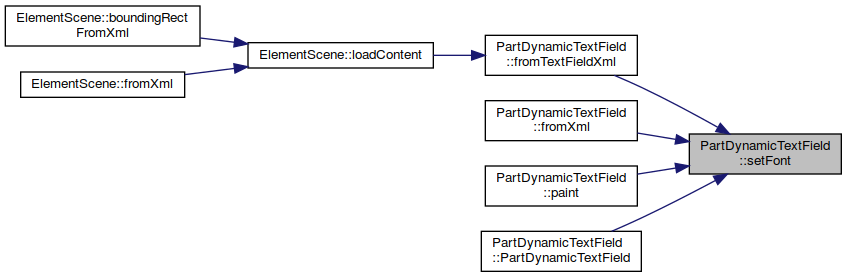 ElementScene::boundingRect
FromXml
ElementScene::fromXml
ElementScene::loadContent
PartDynamicTextField
::fromTextFieldXml
PartDynamicTextField
::fromXml
PartDynamicTextField
::paint
PartDynamicTextField
::PartDynamicTextField
PartDynamicTextField
::setFont